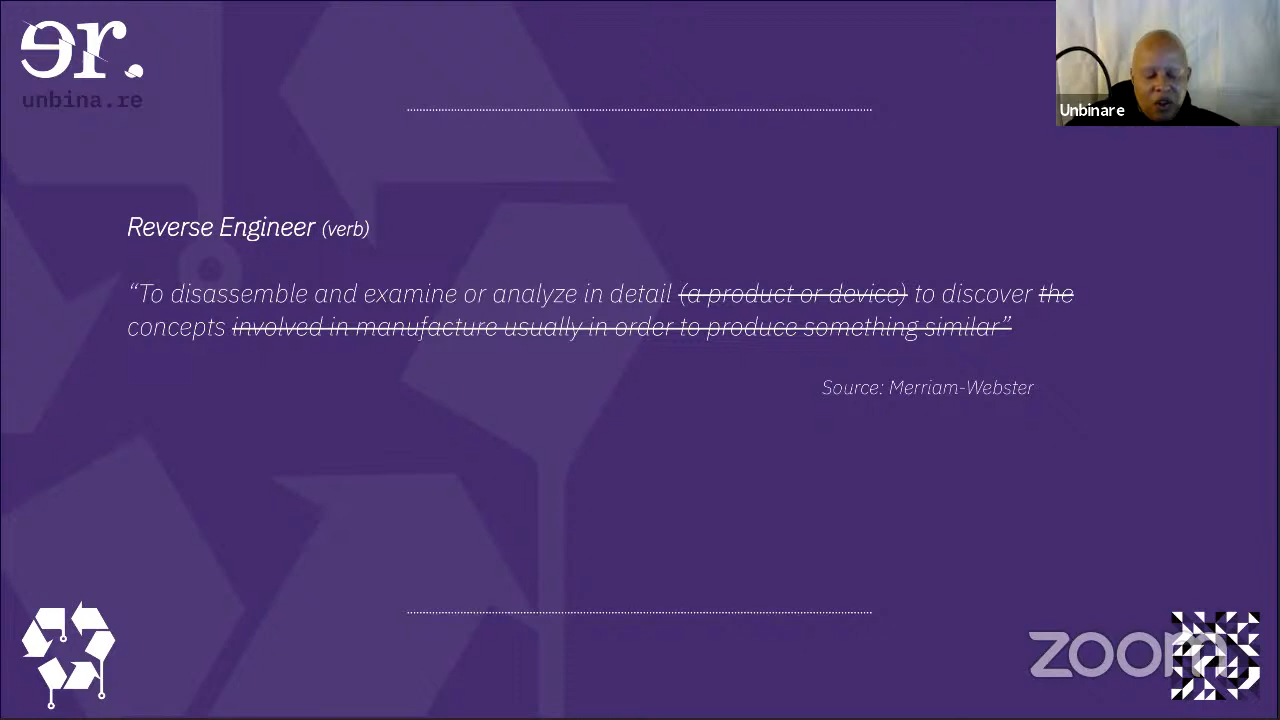 er.
unbina.re
Unbinare
Reverse Engineer (verb)
“To disassemble and examine or analyze in detail (a product or device) to discover the
concepts involved in manufacture usually in order to produce something similar”
Source: Merriam-Webster
zoom